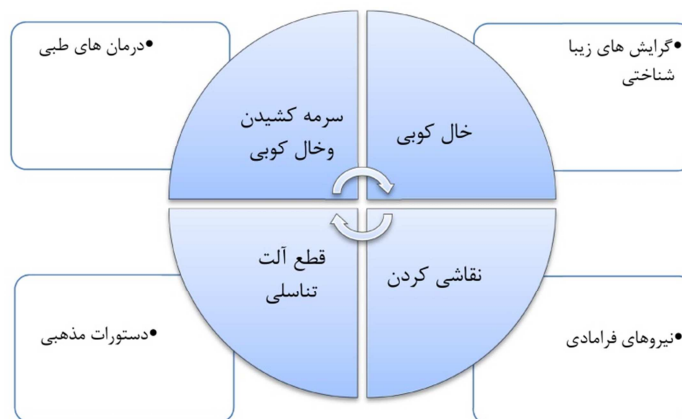 •گرایش های زیبا
شناختی
خال کوبی
•درمان های طبی
سرمه کشیدن
وخال کوبی
•نیروهای فرامادی
نقاشی کردن
•دستورات مذهبی
قطع آلت
تناسلی